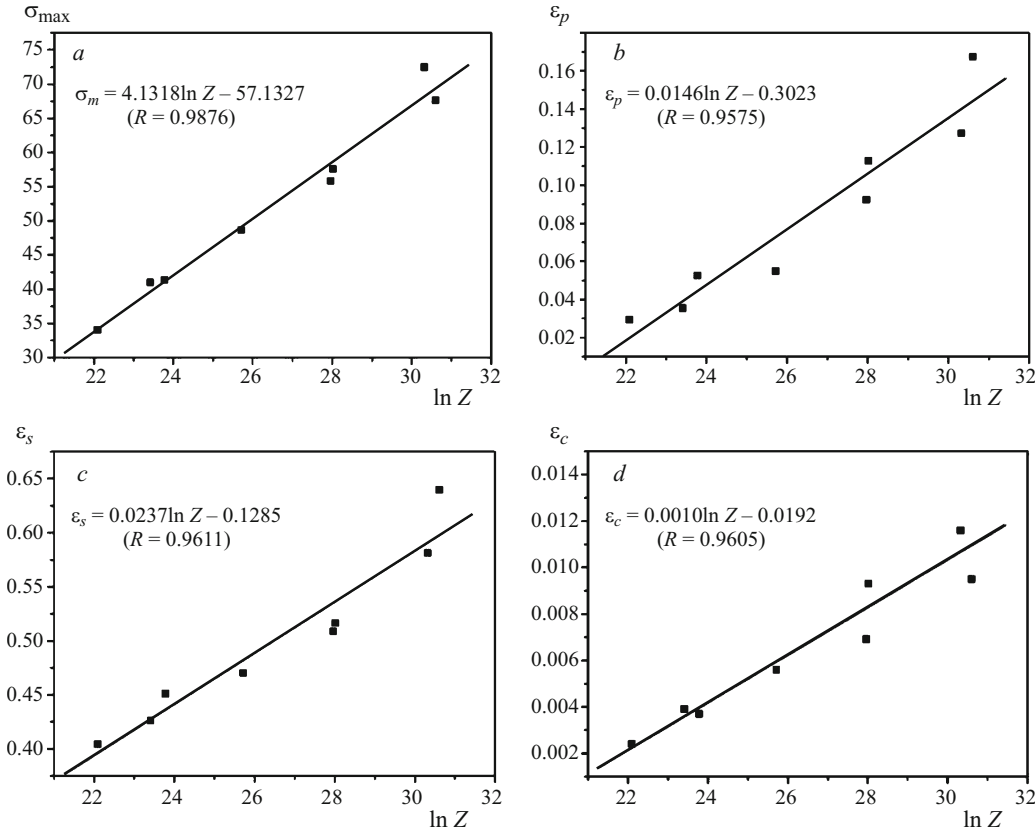 σmax
a
75
70
65
60
55
50
45
40
35
30
σm = 4.1318ln Z – 57.1327
(R = 0.9876)
22 24 26 28 30 32
ln Z
εp
b
0.16
0.14
0.12
0.10
0.08
0.06
0.04
0.02
εp = 0.0146ln Z – 0.3023
(R = 0.9575)
22 24 26 28 30 32
ln Z
εs
c
0.65
0.60
0.55
0.50
0.45
0.40
εs = 0.0237ln Z – 0.1285
(R = 0.9611)
22 24 26 28 30 32
ln Z
εc
d
0.014
0.012
0.010
0.008
0.006
0.004
0.002
εc = 0.0010ln Z – 0.0192
(R = 0.9605)
22 24 26 28 30 32
ln Z